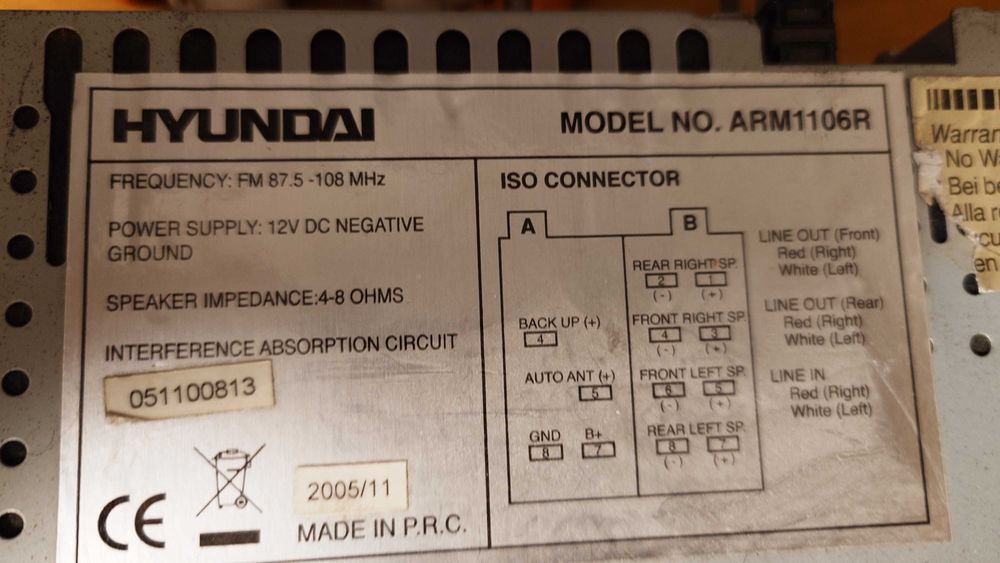 HYUNDAI
MODEL NO. ARM1106R
FREQUENCY: FM 87.5 -108 MHz
POWER SUPPLY: 12V DC NEGATIVE
GROUND
SPEAKER IMPEDANCE:4-8 OHMS
INTERFERENCE ABSORPTION CIRCUIT
051100813
2005/11
MADE IN P.R.C.
CE
ISO CONNECTOR
A
B
REAR RIGHT SP.
2 1
(-) (+)
BACK UP (+)
4
FRONT RIGHT SP.
4 3
(-) (+)
AUTO ANT (+)
5
FRONT LEFT SP.
6 5
(-) (+)
GND B+
8 7
REAR LEFT SP.
8 7
(-) (+)
LINE OUT (Front)
Red (Right)
White (Left)
LINE OUT (Rear)
Red (Right)
White (Left)
LINE IN
Red (Right)
White (Left)
No
Bei
Alla